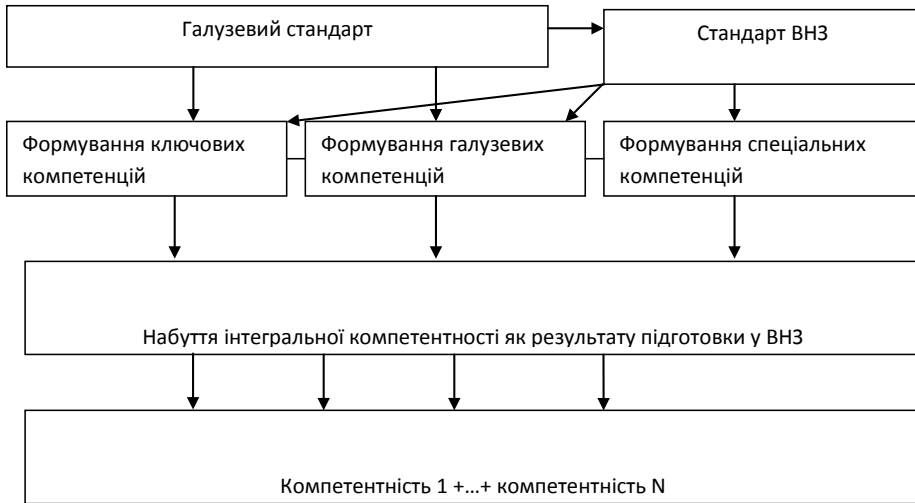 Галузевий стандарт
Стандарт ВНЗ
Формування ключових
компетенцій
Формування галузевих
компетенцій
Формування спеціальних
компетенцій
Набуття інтегральної компетентності як результату підготовки у ВНЗ
Компетентність 1 +...+ компетентність N